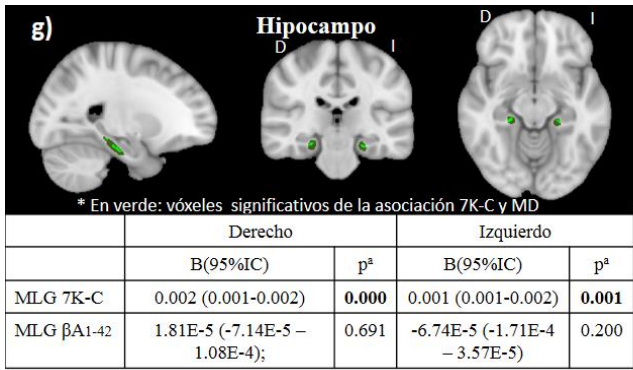 g)
Hipocampo
D I
D I
* En verde: vóxeles significativos de la asociación 7K-C y MD
Derecho Izquierdo
B(95%IC) pª B(95%IC) pª
MLG 7K-C 0.002 (0.001-0.002) 0.000 0.001 (0.001-0.002) 0.001
MLG βA1-42 1.81E-5 (-7.14E-5 – 0.691 -6.74E-5 (-1.71E-4 0.200
1.08E-4); – 3.57E-5)